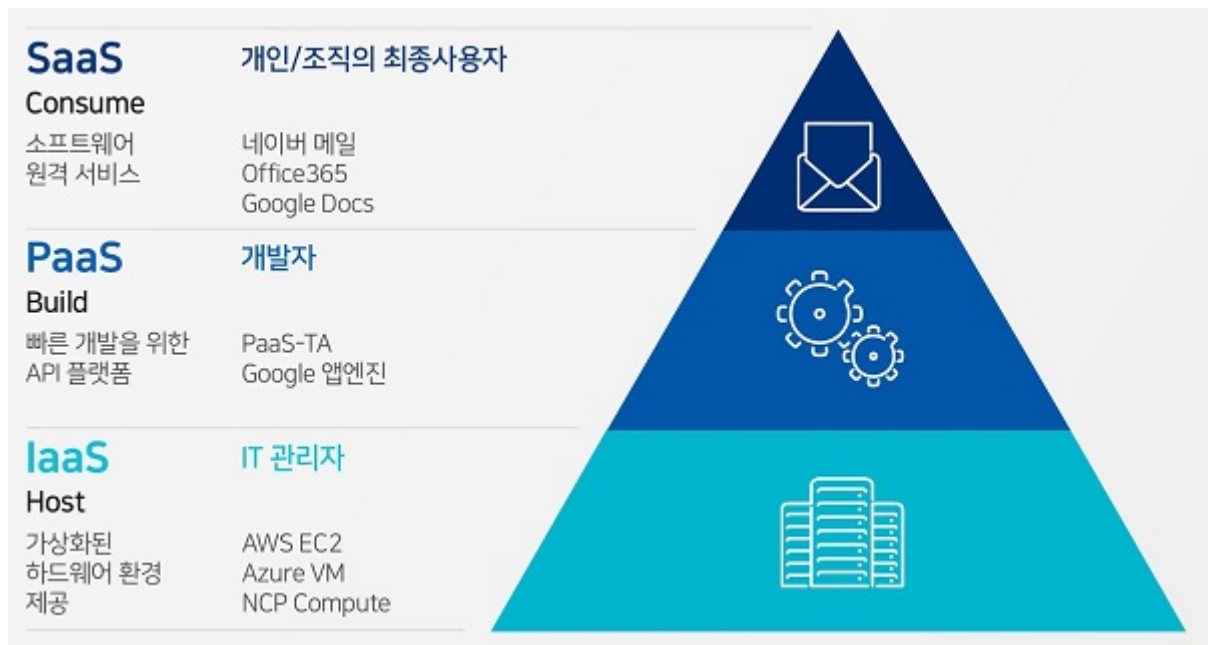 SaaS
개인/조직의 최종사용자
Consume
소프트웨어
원격 서비스
네이버 메일
Office365
Google Docs
PaaS
개발자
Build
빠른 개발을 위한
API 플랫폼
PaaS-TA
Google 앱엔진
IaaS
IT 관리자
Host
가상화된
하드웨어 환경
제공
AWS EC2
Azure VM
NCP Compute